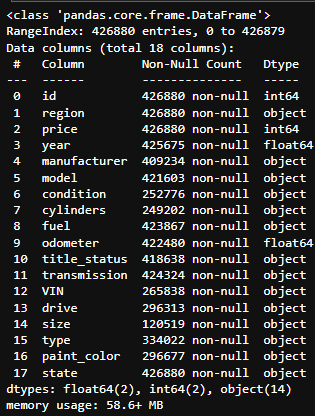 <class 'pandas.core.frame.DataFrame'>
RangeIndex: 426880 entries, 0 to 426879
Data columns (total 18 columns):
 #   Column        Non-Null Count   Dtype
---  ------        --------------   -----
 0   id            426880 non-null  int64
 1   region        426880 non-null  object
 2   price         426880 non-null  int64
 3   year          425675 non-null  float64
 4   manufacturer  409234 non-null  object
 5   model         421603 non-null  object
 6   condition     252776 non-null  object
 7   cylinders     249202 non-null  object
 8   fuel          423867 non-null  object
 9   odometer      422480 non-null  float64
 10  title_status  418638 non-null  object
 11  transmission  424324 non-null  object
 12  VIN           265838 non-null  object
 13  drive         296313 non-null  object
 14  size          120519 non-null  object
 15  type          334022 non-null  object
 16  paint_color   296677 non-null  object
 17  state         426880 non-null  object
dtypes: float64(2), int64(2), object(14)
memory usage: 58.6+ MB